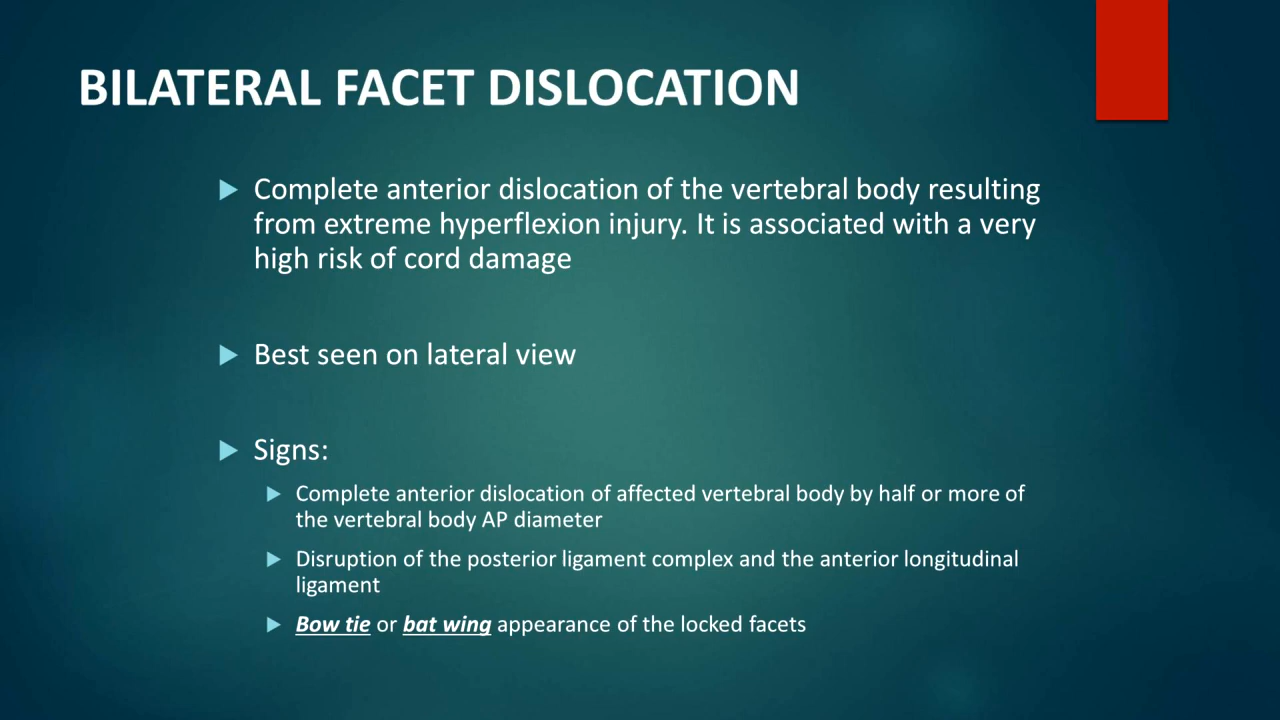 BILATERAL FACET DISLOCATION
Complete anterior dislocation of the vertebral body resulting
from extreme hyperflexion injury. It is associated with a very
high risk of cord damage
Best seen on lateral view
Signs:
Complete anterior dislocation of affected vertebral body by half or more of
the vertebral body AP diameter
Disruption of the posterior ligament complex and the anterior longitudinal
ligament
Bow tie or bat wing appearance of the locked facets